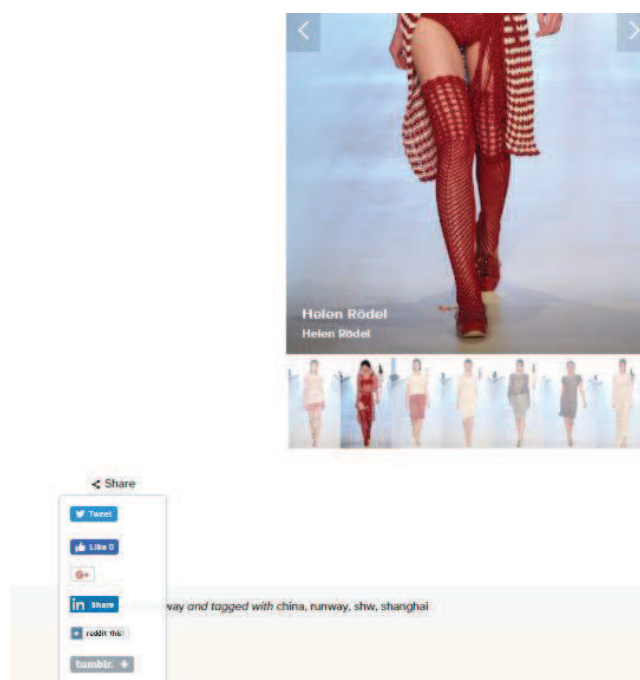 Helen Rödel
Helen Rödel
Share
Tweet
Like 0
G+
in Share
way and tagged with china, runway, shw, shanghai
reddit this!
tumblr. +